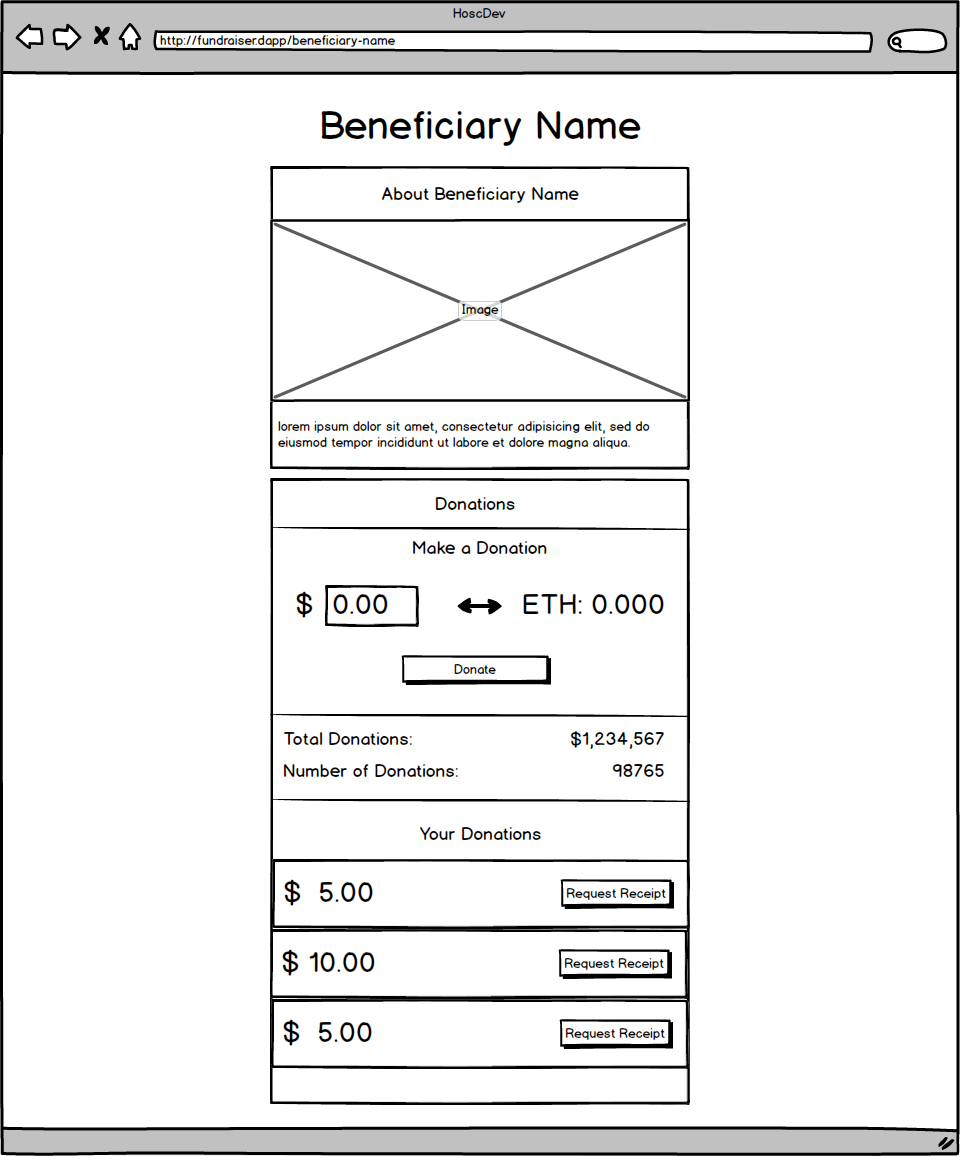 HoscDev
http://fundraiser.dapp/beneficiary-name
Beneficiary Name
About Beneficiary Name
Image
lorem ipsum dolor sit amet, consectetur adipisicing elit, sed do
eiusmod tempor incididunt ut labore et dolore magna aliqua.
Donations
Make a Donation
$ 0.00 ETH: 0.000
Donate
Total Donations: $1,234,567
Number of Donations: 98765
Your Donations
$ 5.00 Request Receipt
$ 10.00 Request Receipt
$ 5.00 Request Receipt